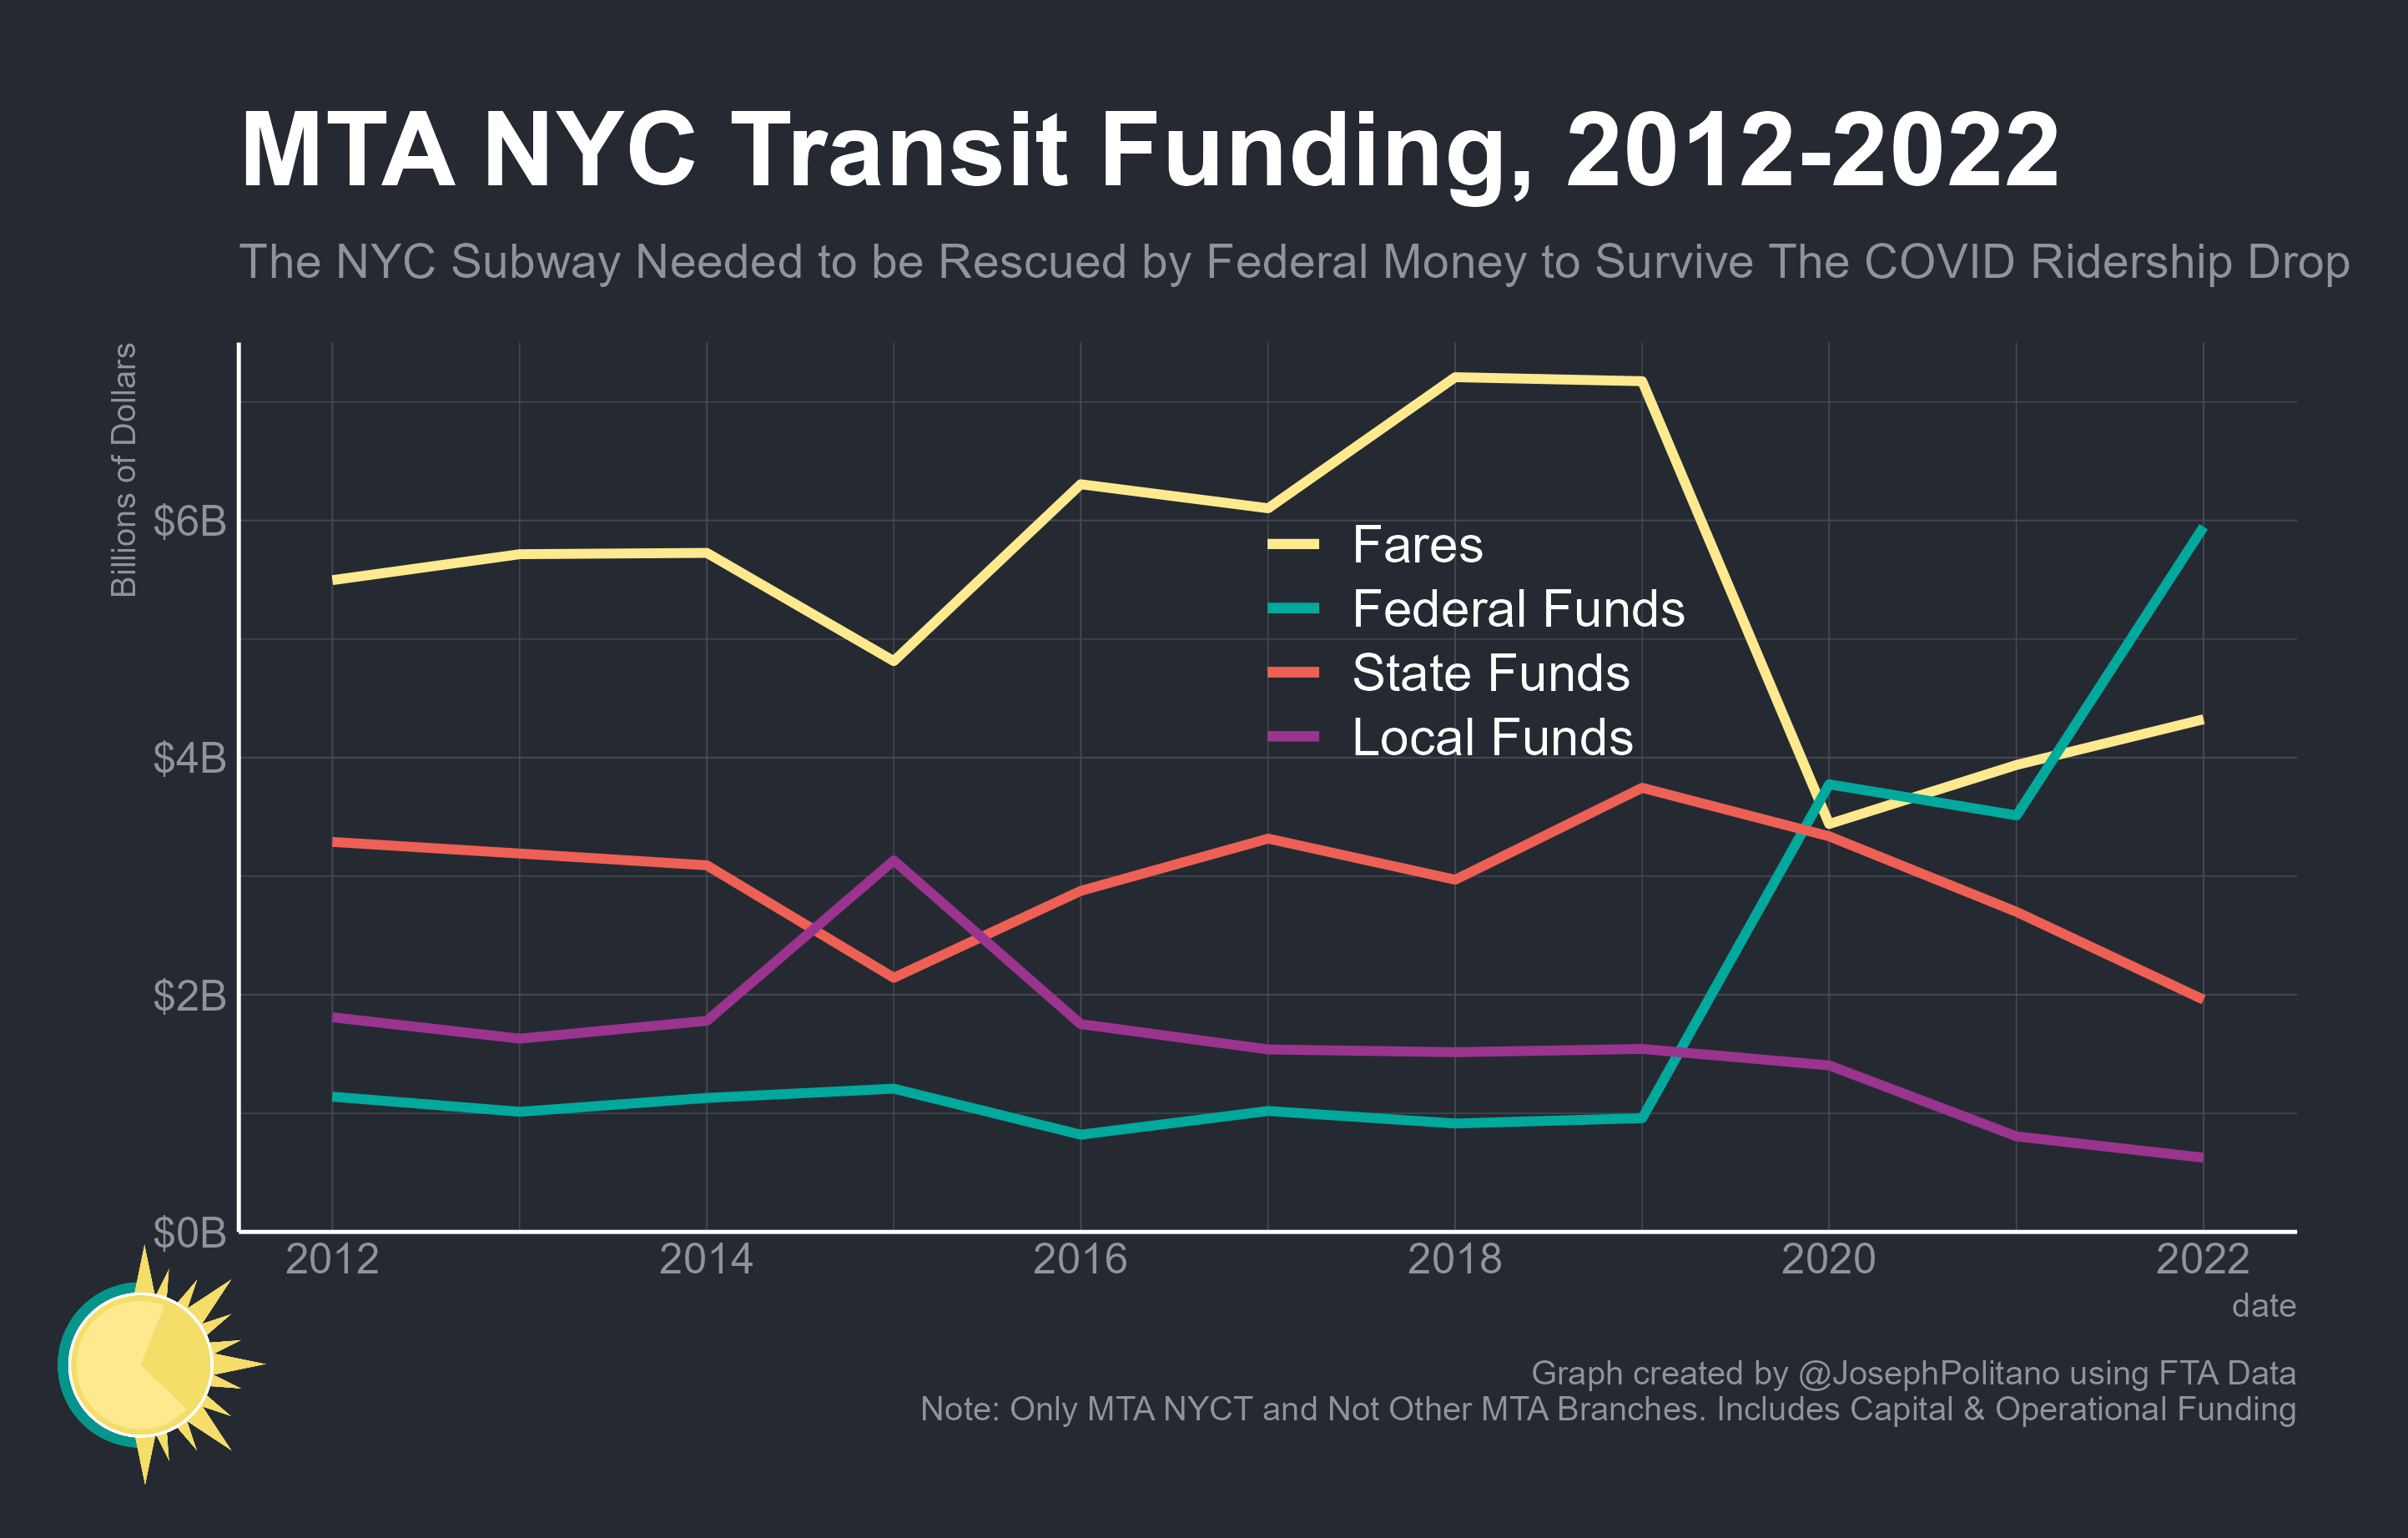 MTA NYC Transit Funding, 2012-2022
The NYC Subway Needed to be Rescued by Federal Money to Survive The COVID Ridership Drop
Billions of Dollars
$6B
$4B
$2B
$0B
Fares
Federal Funds
State Funds
Local Funds
2012 2014 2016 2018 2020 2022
date
Graph created by @JosephPolitano using FTA Data
Note: Only MTA NYCT and Not Other MTA Branches. Includes Capital & Operational Funding